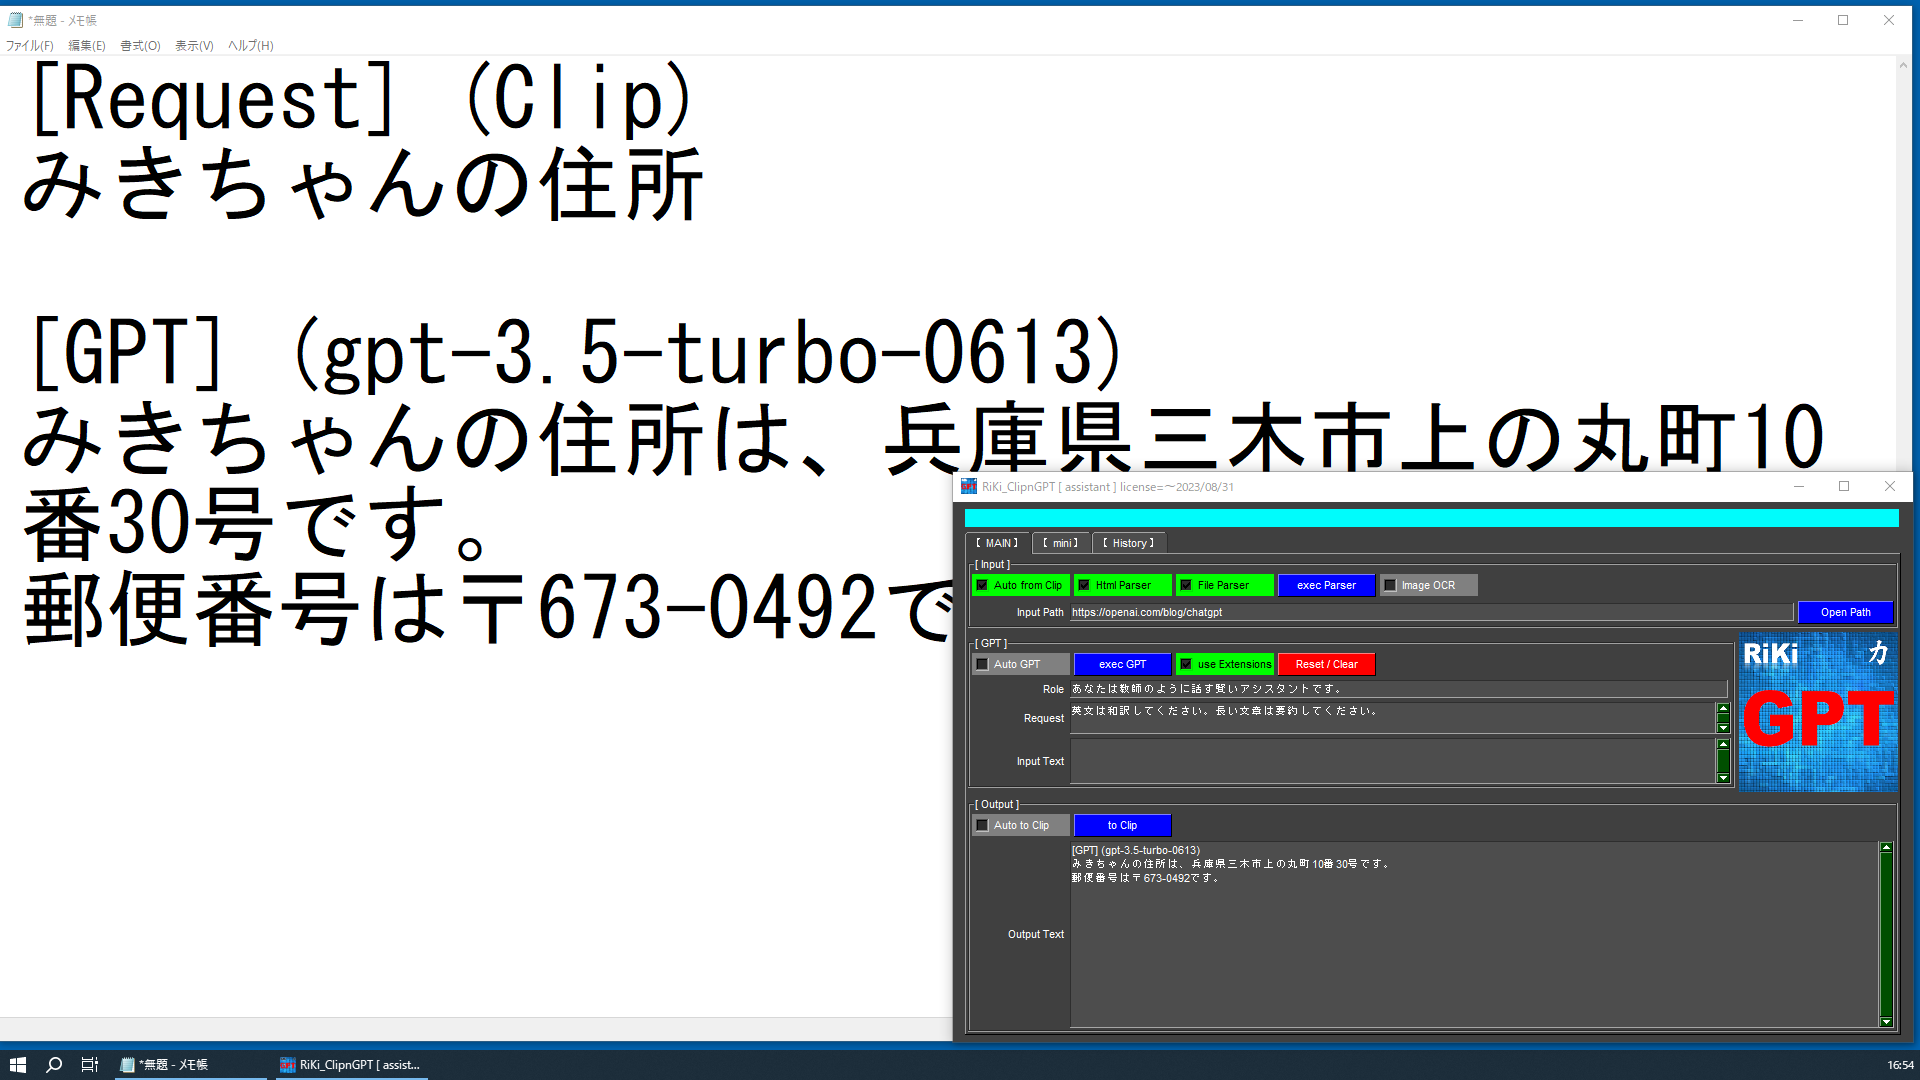 *無題 - メモ帳
ファイル(F) 編集(E) 書式(O) 表示(V) ヘルプ(H)
[Request] (Clip)
みきちゃんの住所
[GPT] (gpt-3.5-turbo-0613)
みきちゃんの住所は、兵庫県三木市上の丸町10
番30号です。
郵便番号は〒673-0492で
RiKi_ClipnGPT [ assistant ] license=～2023/08/31
【 MAIN 】 【 mini 】 【 History 】
[ Input ]
Auto from Clip Html Parser File Parser exec Parser Image OCR
Input Path https://openai.com/blog/chatgpt Open Path
[ GPT ]
Auto GPT exec GPT use Extensions Reset / Clear
Role あなたは教師のように話す賢いアシスタントです。
Request 英文は和訳してください。長い文章は要約してください。
Input Text
RiKi 力
GPT
[ Output ]
Auto to Clip to Clip
[GPT] (gpt-3.5-turbo-0613)
みきちゃんの住所は、兵庫県三木市上の丸町10番30号です。
郵便番号は〒673-0492です。
Output Text
*無題 - メモ帳 RiKi_ClipnGPT [ assist... 16:54